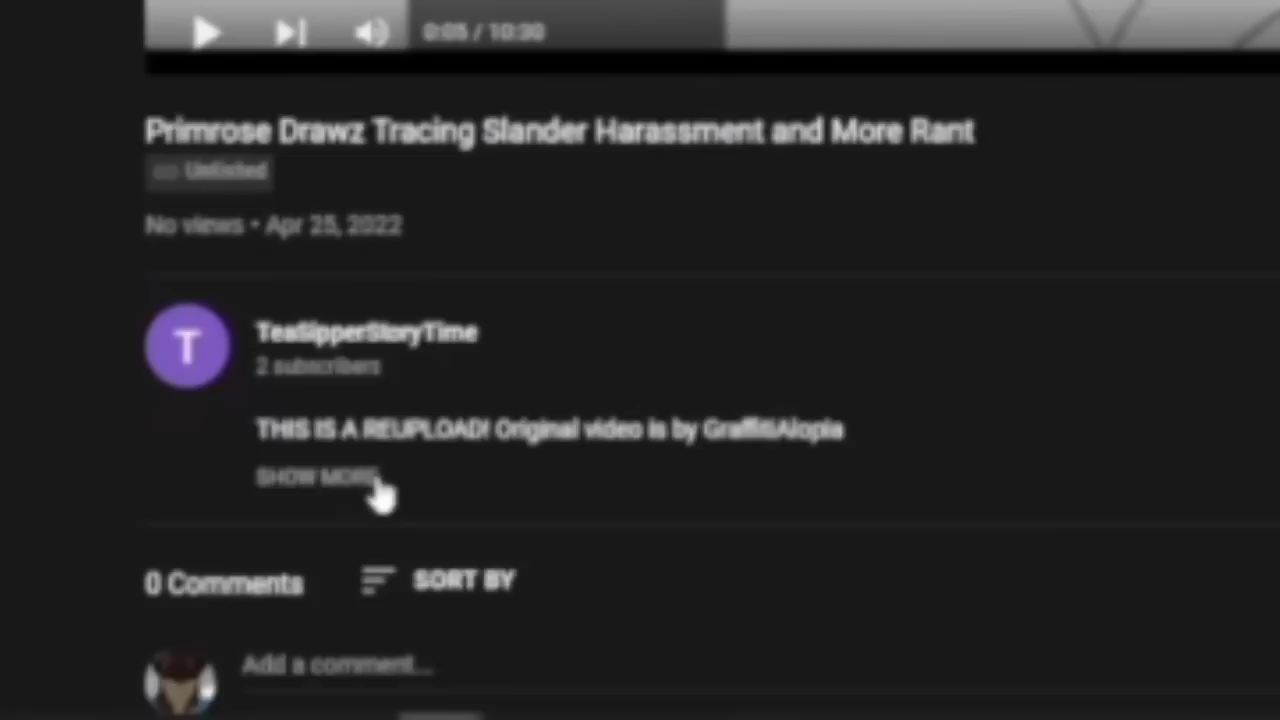 0:05 / 10:30
Primrose Drawz Tracing Slander Harassment and More Rant
Unlisted
No views • Apr 25, 2022
T
TeaSipperStoryTime
2 subscribers
THIS IS A REUPLOAD! Original video is by GraffitiAlopia
SHOW MORE
0 Comments
SORT BY
Add a comment...